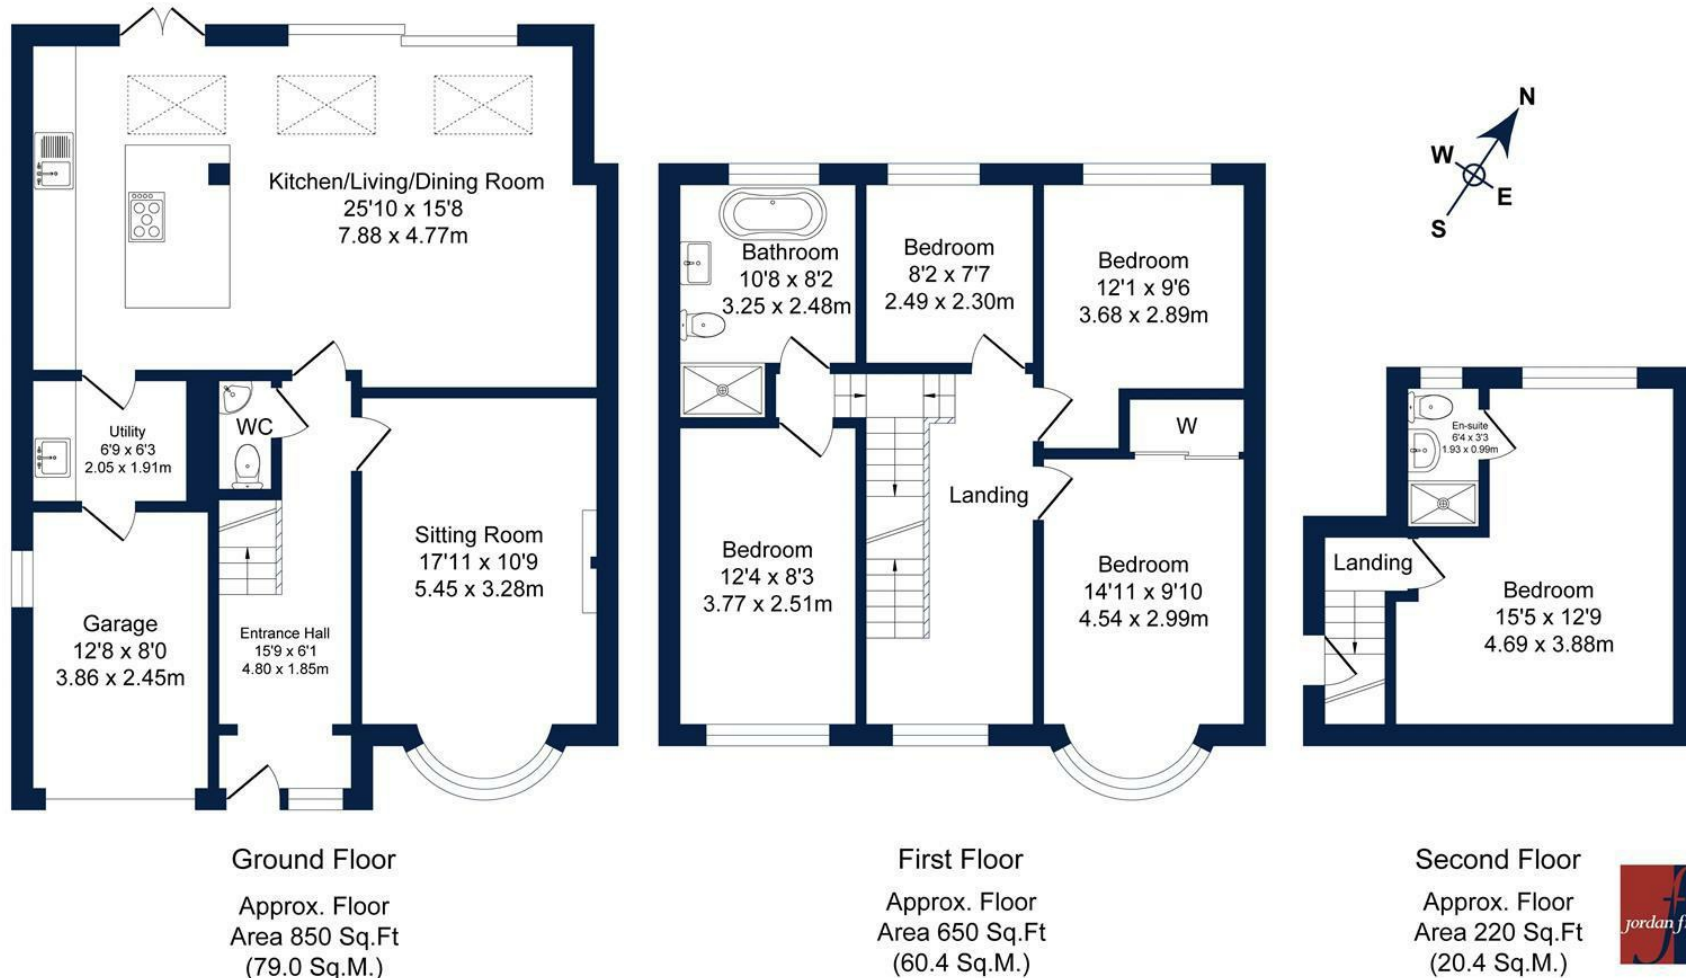 Kitchen/Living/Dining Room
25'10 x 15'8
7.88 x 4.77m
Utility
6'9 x 6'3
2.05 x 1.91m
WC
Sitting Room
17'11 x 10'9
5.45 x 3.28m
Garage
12'8 x 8'0
3.86 x 2.45m
Entrance Hall
15'9 x 6'1
4.80 x 1.85m
Ground Floor
Approx. Floor
Area 850 Sq.Ft
(79.0 Sq.M.)
Bathroom
10'8 x 8'2
3.25 x 2.48m
Bedroom
8'2 x 7'7
2.49 x 2.30m
Bedroom
12'1 x 9'6
3.68 x 2.89m
W
Landing
Bedroom
12'4 x 8'3
3.77 x 2.51m
Bedroom
14'11 x 9'10
4.54 x 2.99m
First Floor
Approx. Floor
Area 650 Sq.Ft
(60.4 Sq.M.)
N
W
E
S
En-suite
6'4 x 3'3
1.93 x 0.99m
Landing
Bedroom
15'5 x 12'9
4.69 x 3.88m
Second Floor
Approx. Floor
Area 220 Sq.Ft
(20.4 Sq.M.)
jordan